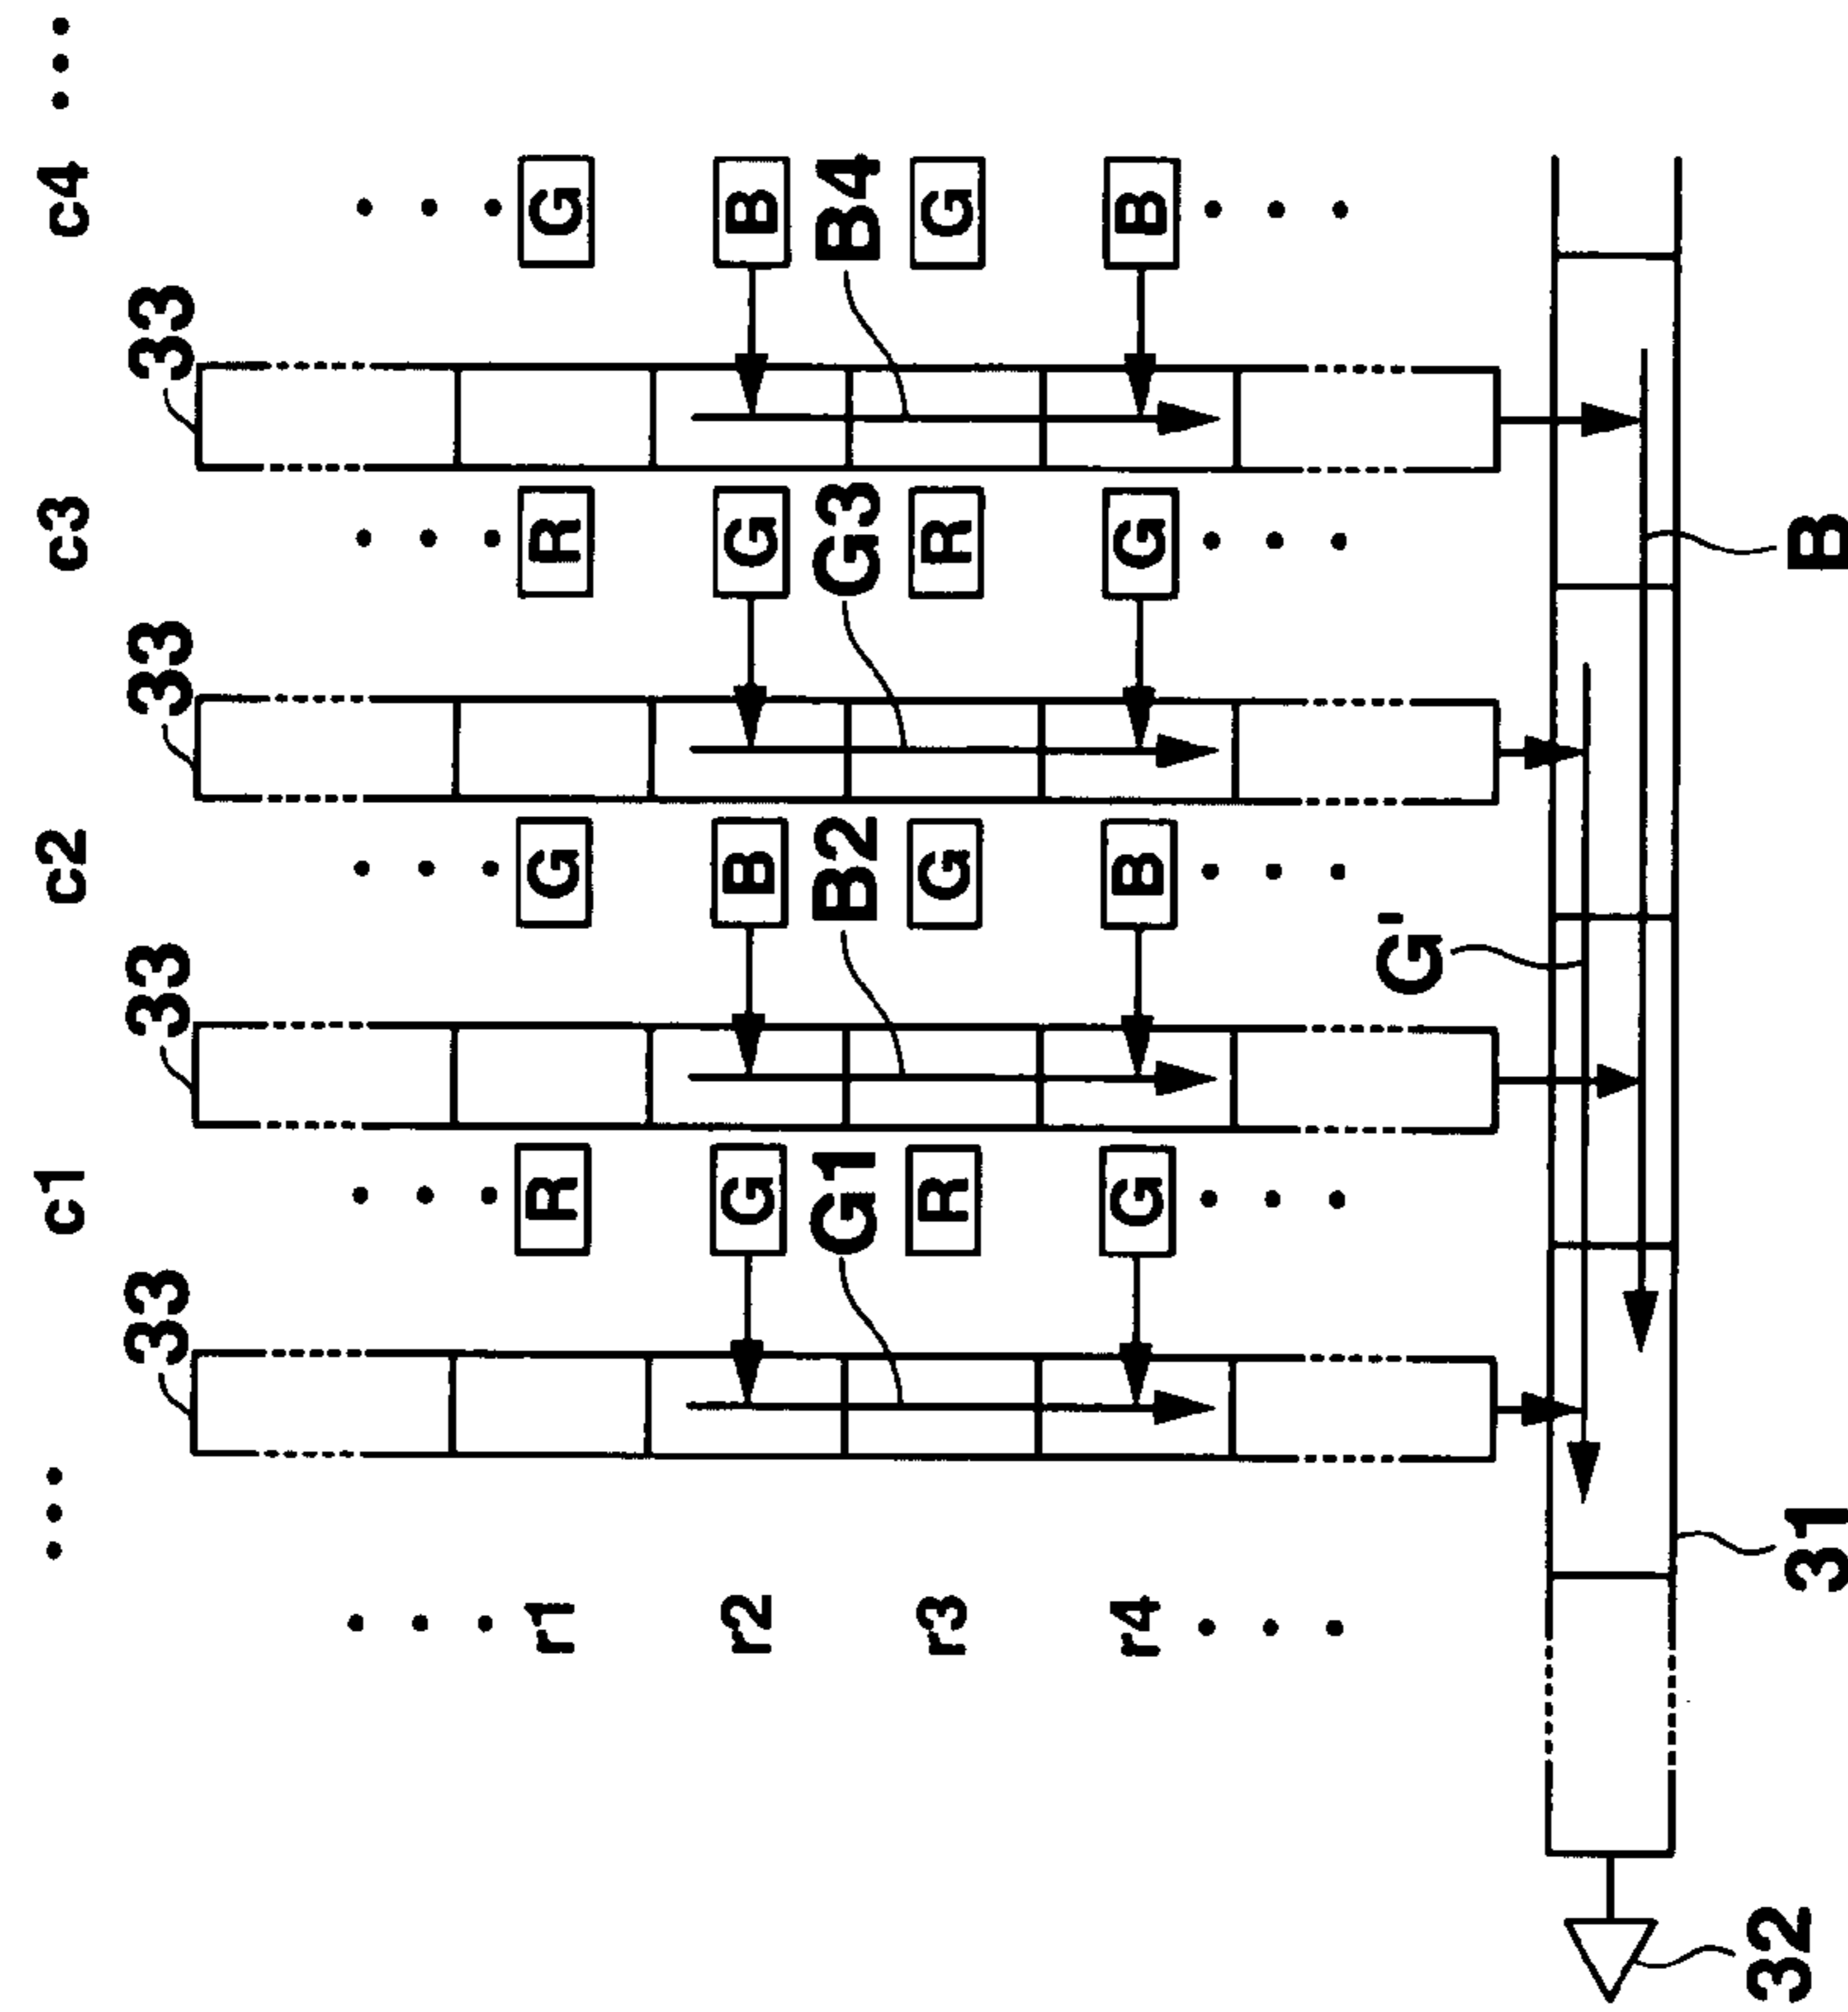 ... c1 c2 c3 c4 ...
33 33 33 33
r1 R G R G
r2 G B G B
G1 B2 G3 B4
r3 R G R G
r4 G B G B
G'
32 31 B